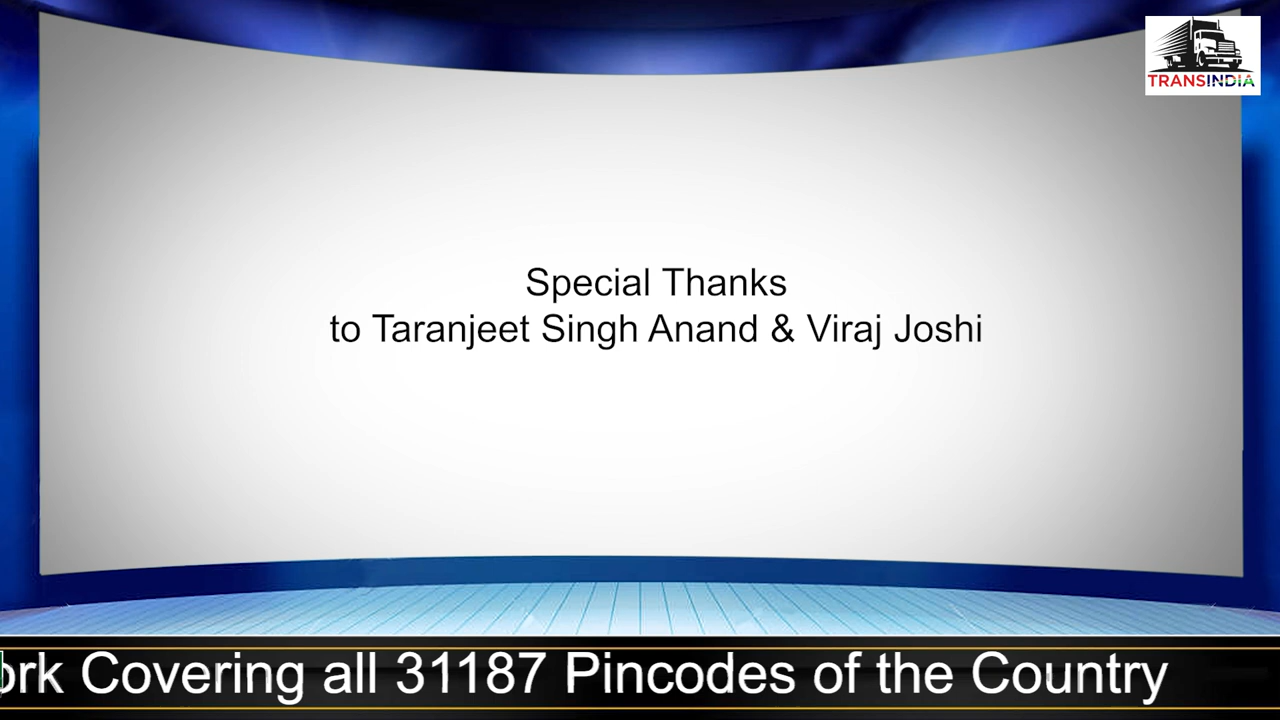 TRANSINDIA
Special Thanks
to Taranjeet Singh Anand & Viraj Joshi
Covering all 31187 Pincodes of the Country